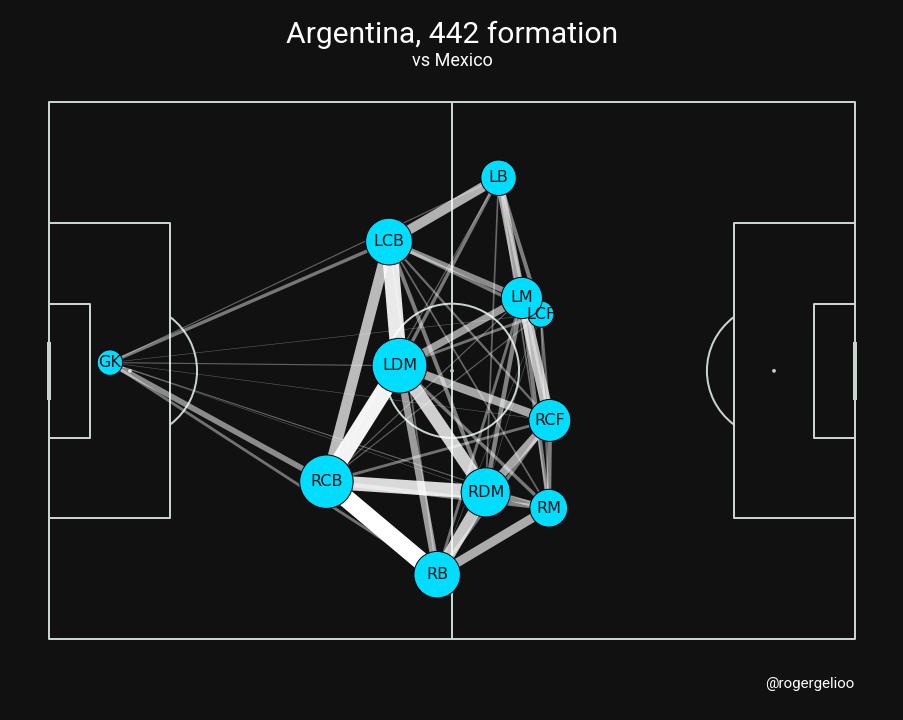 Argentina, 442 formation
vs Mexico
LB
LCB
LM
LCF
GK
LDM
RCF
RCB
RDM
RM
RB
@rogergelioo